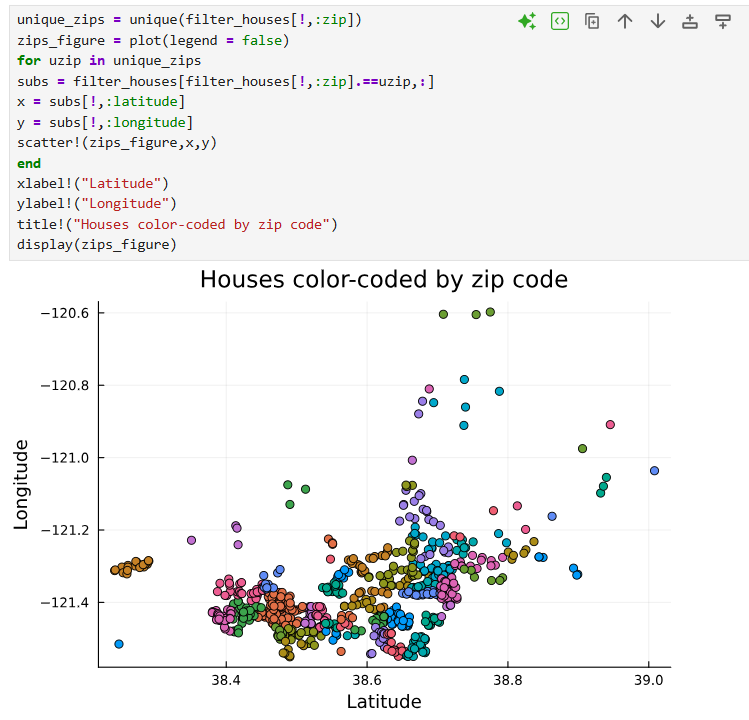 unique_zips = unique(filter_houses[!,:zip])
zips_figure = plot(legend = false)
for uzip in unique_zips
subs = filter_houses[filter_houses[!,:zip].==uzip,:]
x = subs[!,:latitude]
y = subs[!,:longitude]
scatter!(zips_figure,x,y)
end
xlabel!("Latitude")
ylabel!("Longitude")
title!("Houses color-coded by zip code")
display(zips_figure)
Houses color-coded by zip code
Longitude
−120.6
−120.8
−121.0
−121.2
−121.4
38.4 38.6 38.8 39.0
Latitude